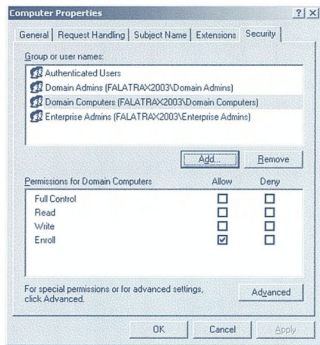 Computer Properties
General Request Handling Subject Name Extensions Security
Group or user names:
Authenticated Users
Domain Admins (FALATRAX2003\Domain Admins)
Domain Computers (FALATRAX2003\Domain Computers)
Enterprise Admins (FALATRAX2003\Enterprise Admins)
Add... Remove
Permissions for Domain Computers Allow Deny
Full Control
Read
Write
Enroll
For special permissions or for advanced settings,
click Advanced.
Advanced
OK Cancel Apply